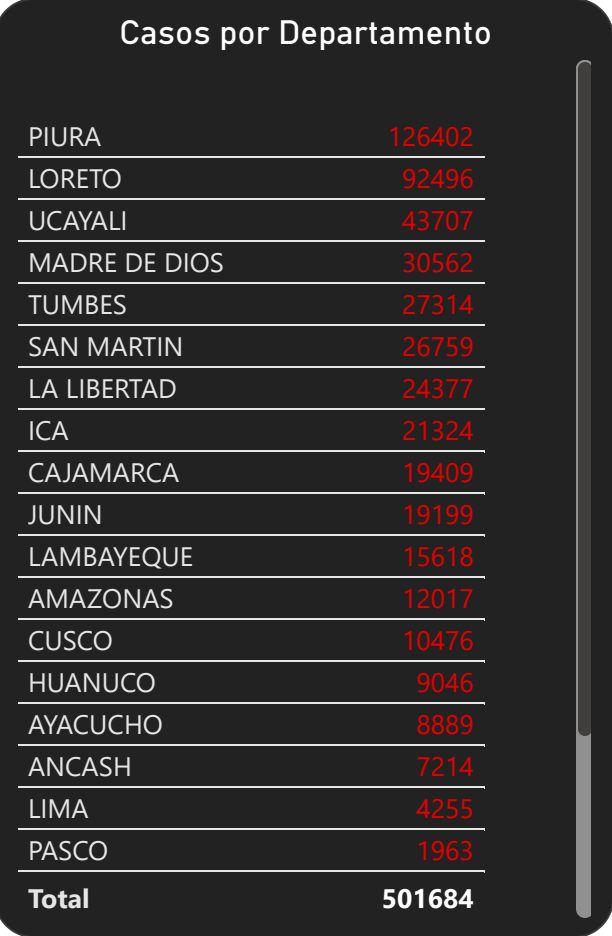 Casos por Departamento
PIURA 126402
LORETO 92496
UCAYALI 43707
MADRE DE DIOS 30562
TUMBES 27314
SAN MARTIN 26759
LA LIBERTAD 24377
ICA 21324
CAJAMARCA 19409
JUNIN 19199
LAMBAYEQUE 15618
AMAZONAS 12017
CUSCO 10476
HUANUCO 9046
AYACUCHO 8889
ANCASH 7214
LIMA 4255
PASCO 1963
Total 501684